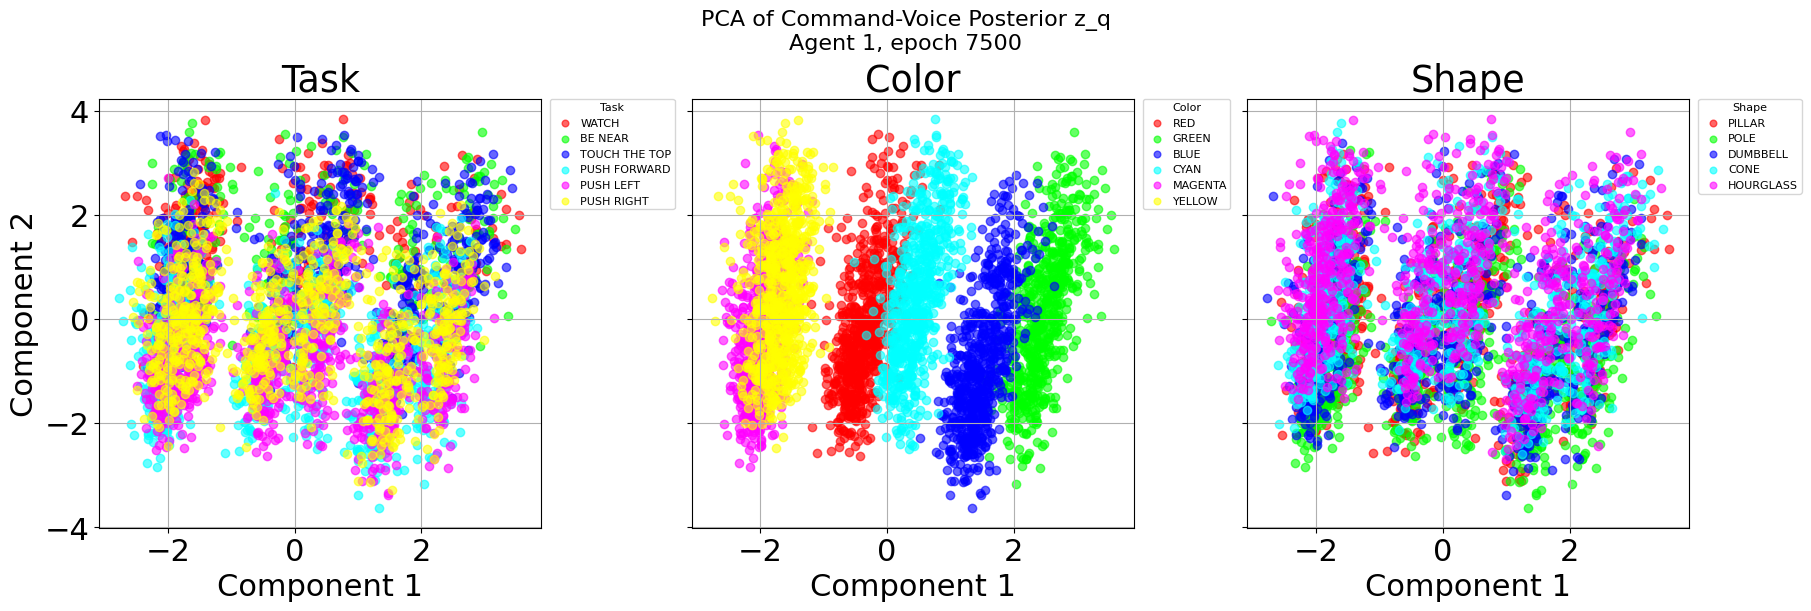 PCA of Command-Voice Posterior z_q
Agent 1, epoch 7500
Task
Color
Shape
Component 2
4
2
0
−2
−4
−2 0 2
Component 1
Task
WATCH
BE NEAR
TOUCH THE TOP
PUSH FORWARD
PUSH LEFT
PUSH RIGHT
−2 0 2
Component 1
Color
RED
GREEN
BLUE
CYAN
MAGENTA
YELLOW
−2 0 2
Component 1
Shape
PILLAR
POLE
DUMBBELL
CONE
HOURGLASS